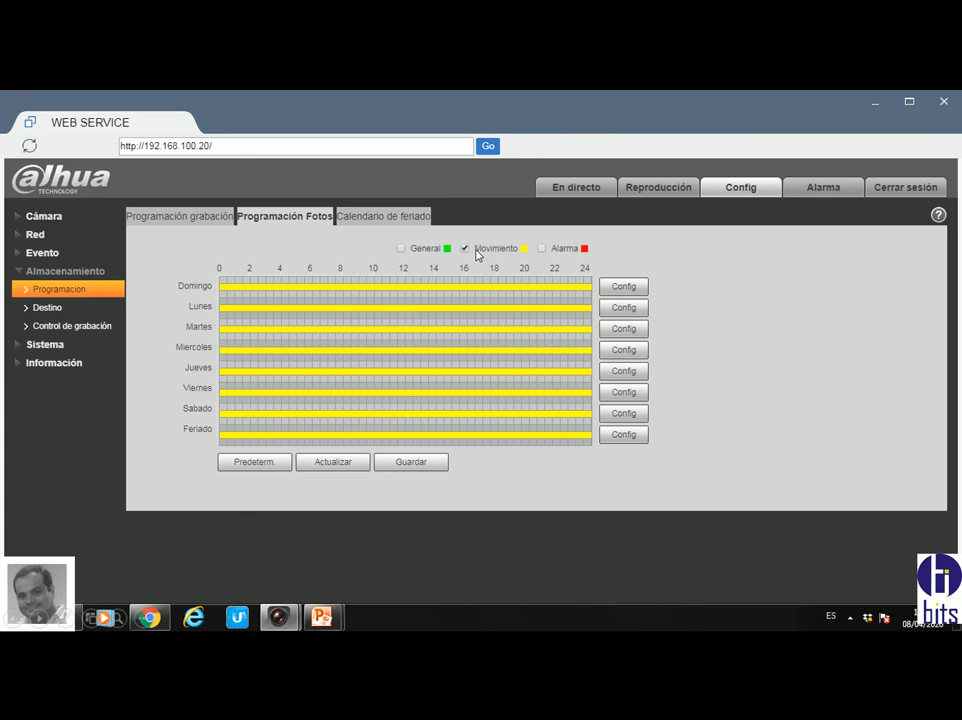 WEB SERVICE
http://192.168.100.20/ Go
alhua
TECHNOLOGY
En directo Reproducción Config Alarma Cerrar sesión
Cámara
Red
Evento
Almacenamiento
Programacion
Destino
Control de grabación
Sistema
Información
Programación grabación Programación Fotos Calendario de feriado ?
General Movimiento Alarma
0 2 4 6 8 10 12 14 16 18 20 22 24
Domingo Config
Lunes Config
Martes Config
Miercoles Config
Jueves Config
Viernes Config
Sabado Config
Feriado Config
Predeterm. Actualizar Guardar
ES
bits